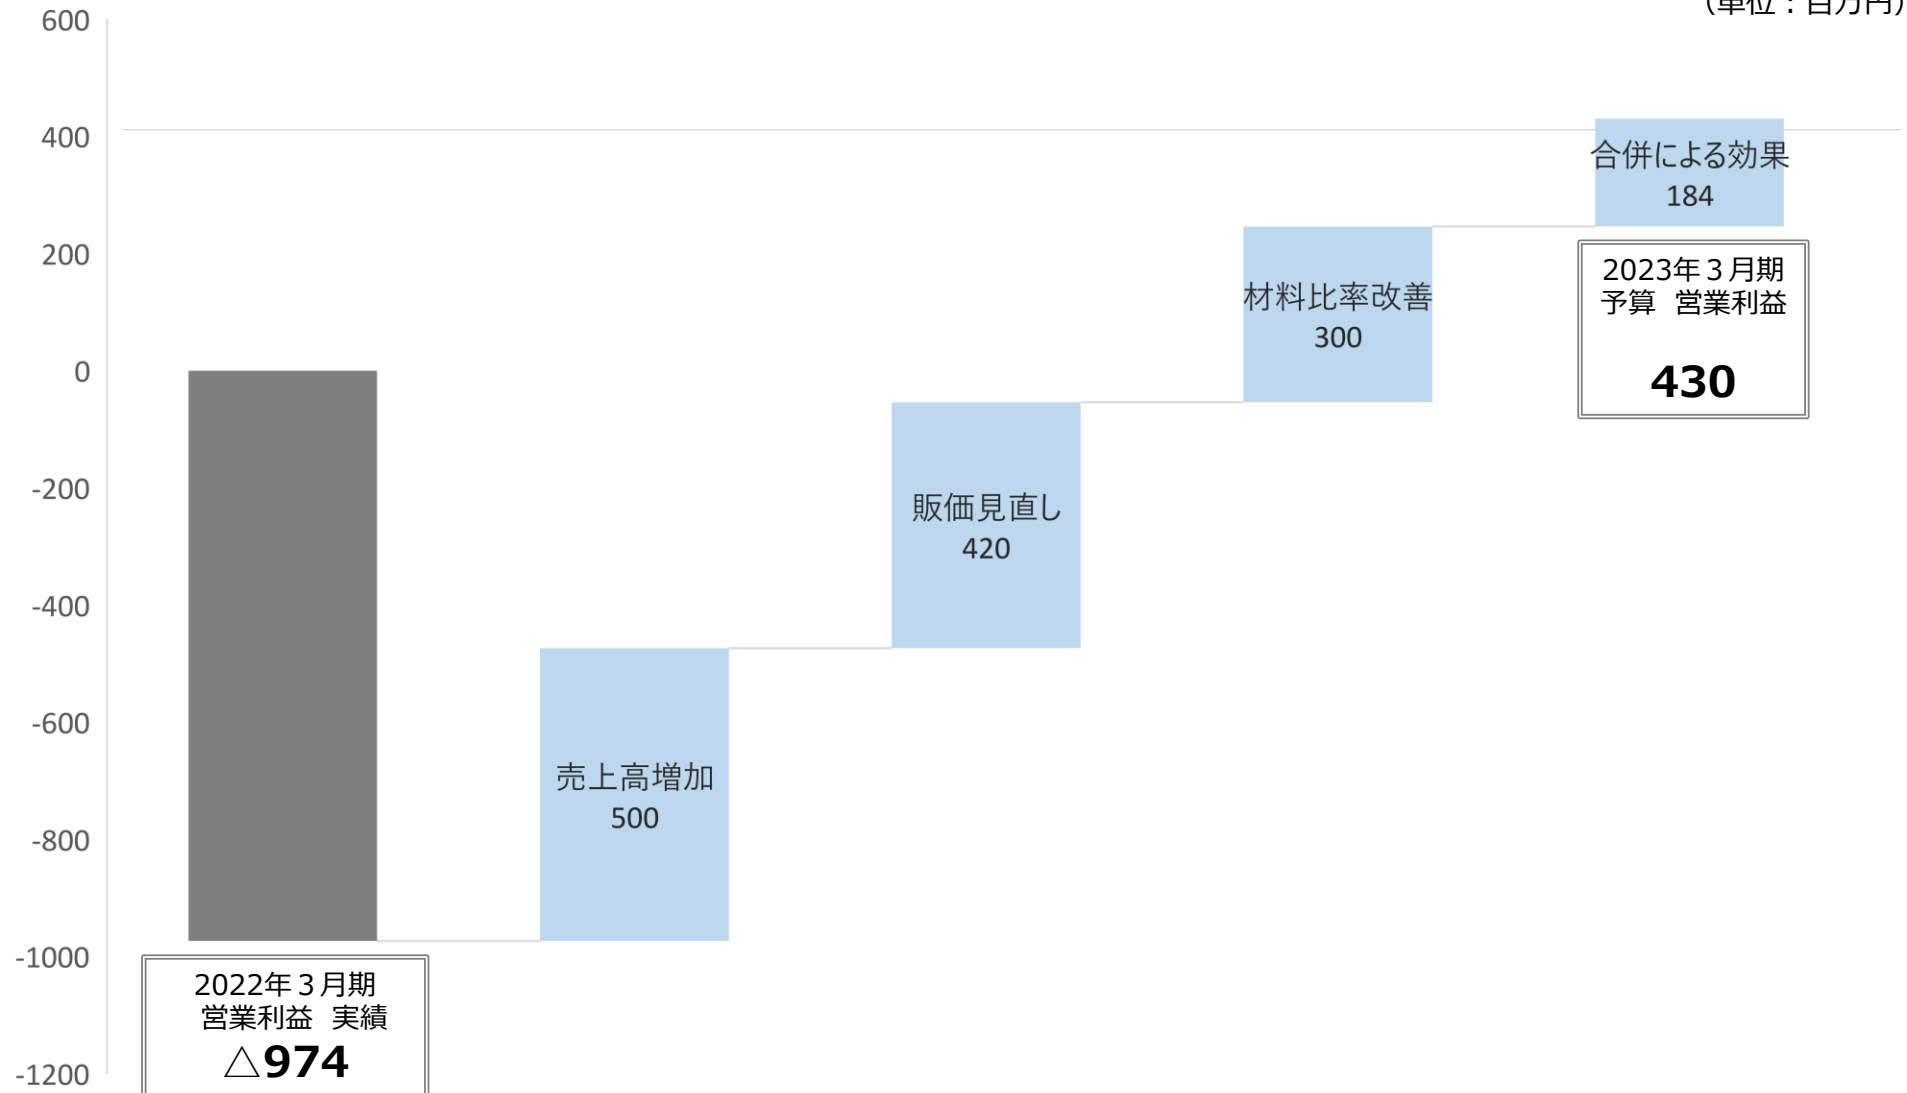 （単位：百万円）
600
400
200
0
-200
-400
-600
-800
-1000
-1200
合併による効果
184
材料比率改善
300
2023年３月期
予算 営業利益
430
販価見直し
420
売上高増加
500
2022年３月期
営業利益 実績
△974